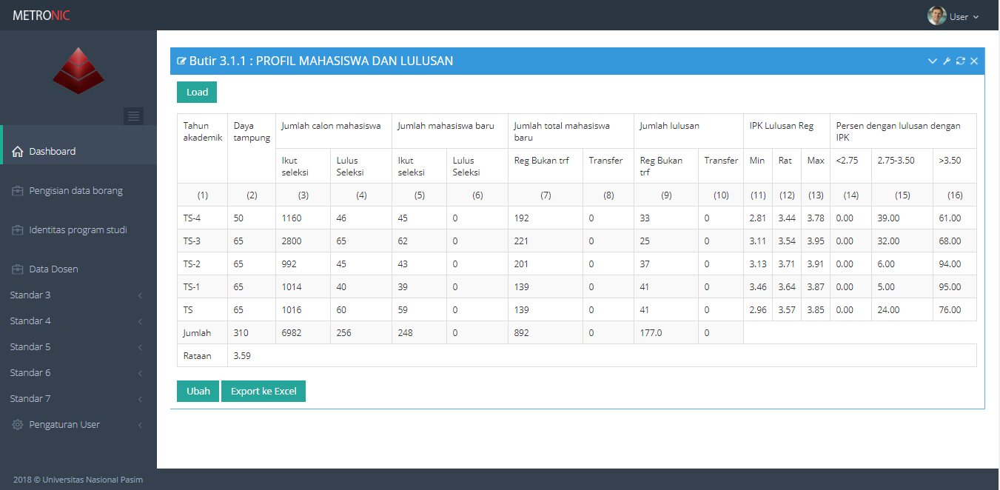 METRONIC
User
Dashboard
Pengisian data borang
Identitas program studi
Data Dosen
Standar 3
Standar 4
Standar 5
Standar 6
Standar 7
Pengaturan User
Butir 3.1.1 : PROFIL MAHASISWA DAN LULUSAN
Load
Tahun akademik Daya tampung Jumlah calon mahasiswa Jumlah mahasiswa baru Jumlah total mahasiswa baru Jumlah lulusan IPK Lulusan Reg Persen dengan lulusan dengan IPK
Ikut seleksi Lulus Seleksi Ikut seleksi Lulus Seleksi Reg Bukan trf Transfer Reg Bukan trf Transfer Min Rat Max <2.75 2.75-3.50 >3.50
(1) (2) (3) (4) (5) (6) (7) (8) (9) (10) (11) (12) (13) (14) (15) (16)
TS-4 50 1160 46 45 0 192 0 33 0 2.81 3.44 3.78 0.00 39.00 61.00
TS-3 65 2800 65 62 0 221 0 25 0 3.11 3.54 3.95 0.00 32.00 68.00
TS-2 65 992 45 43 0 201 0 37 0 3.13 3.71 3.91 0.00 6.00 94.00
TS-1 65 1014 40 39 0 139 0 41 0 3.46 3.64 3.87 0.00 5.00 95.00
TS 65 1016 60 59 0 139 0 41 0 2.96 3.57 3.85 0.00 24.00 76.00
Jumlah 310 6982 256 248 0 892 0 177.0 0
Rataan 3.59
Ubah Export ke Excel
2018 © Universitas Nasional Pasim